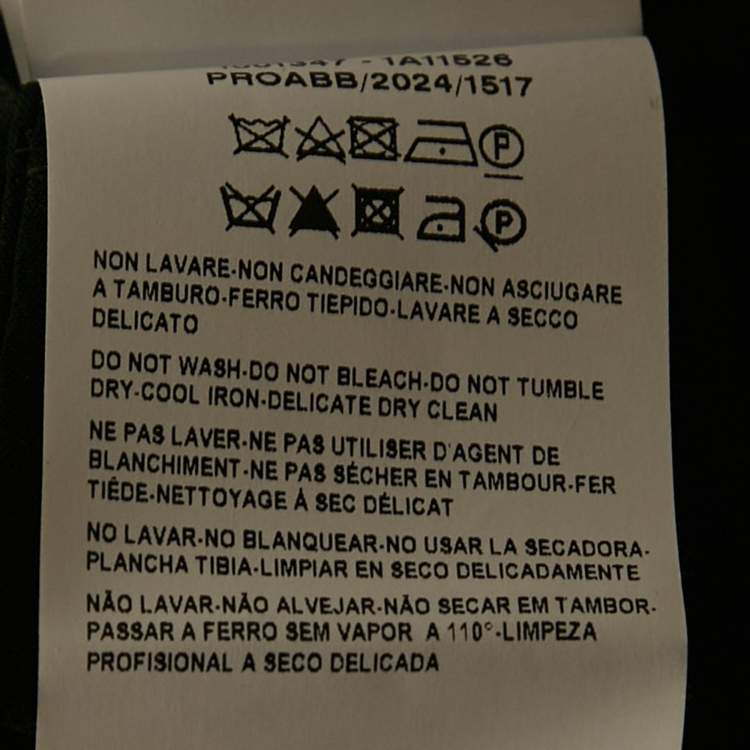 1A11526
PROABB/2024/1517
NON LAVARE-NON CANDEGGIARE-NON ASCIUGARE
A TAMBURO-FERRO TIEPIDO-LAVARE A SECCO
DELICATO
DO NOT WASH-DO NOT BLEACH-DO NOT TUMBLE
DRY-COOL IRON-DELICATE DRY CLEAN
NE PAS LAVER-NE PAS UTILISER D'AGENT DE
BLANCHIMENT-NE PAS SÉCHER EN TAMBOUR-FER
TIÉDE-NETTOYAGE Á SEC DÉLICAT
NO LAVAR-NO BLANQUEAR-NO USAR LA SECADORA-
PLANCHA TIBIA-LIMPIAR EN SECO DELICADAMENTE
NÃO LAVAR-NÃO ALVEJAR-NÃO SECAR EM TAMBOR-
PASSAR A FERRO SEM VAPOR A 110°-LIMPEZA
PROFISIONAL A SECO DELICADA